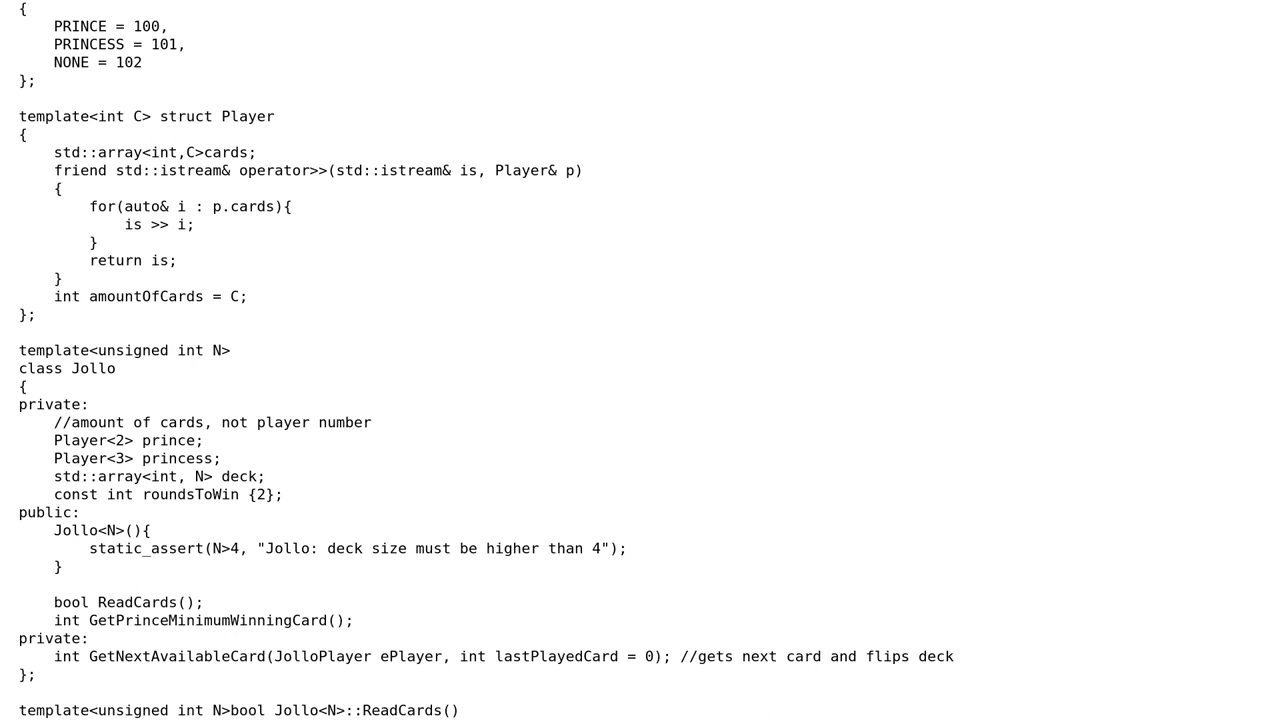 {
    PRINCE = 100,
    PRINCESS = 101,
    NONE = 102
};

template<int C> struct Player
{
    std::array<int,C>cards;
    friend std::istream& operator>>(std::istream& is, Player& p)
    {
        for(auto& i : p.cards){
            is >> i;
        }
        return is;
    }
    int amountOfCards = C;
};

template<unsigned int N>
class Jollo
{
private:
    //amount of cards, not player number
    Player<2> prince;
    Player<3> princess;
    std::array<int, N> deck;
    const int roundsToWin {2};
public:
    Jollo<N>(){
        static_assert(N>4, "Jollo: deck size must be higher than 4");
    }

    bool ReadCards();
    int GetPrinceMinimumWinningCard();
private:
    int GetNextAvailableCard(JolloPlayer ePlayer, int lastPlayedCard = 0); //gets next card and flips deck
};

template<unsigned int N>bool Jollo<N>::ReadCards()